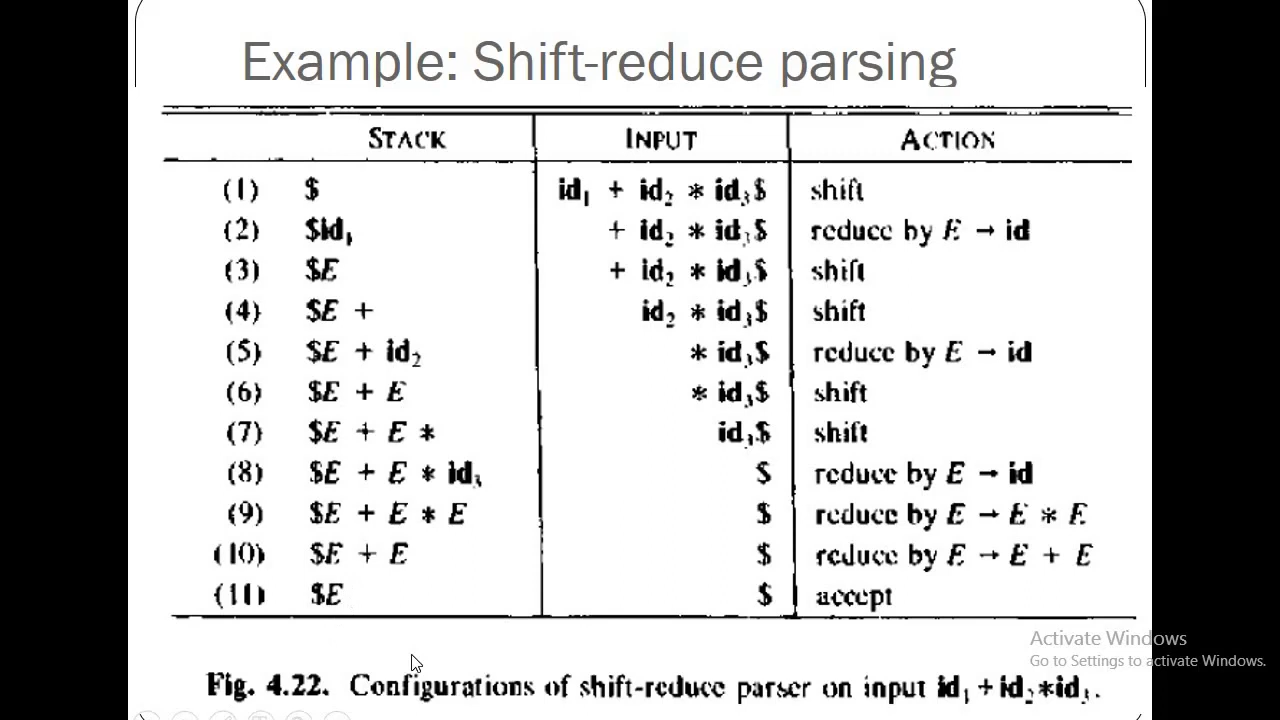 Example: Shift-reduce parsing
STACK INPUT ACTION
(1) $ id₁ + id₂ * id₃$ shift
(2) $id₁ + id₂ * id₃$ reduce by E → id
(3) $E + id₂ * id₃$ shift
(4) $E + id₂ * id₃$ shift
(5) $E + id₂ * id₃$ reduce by E → id
(6) $E + E * id₃$ shift
(7) $E + E * id₃$ shift
(8) $E + E * id₃ $ reduce by E → id
(9) $E + E * E $ reduce by E → E * E
(10) $E + E $ reduce by E → E + E
(11) $E $ accept
Activate Windows
Go to Settings to activate Windows.
Fig. 4.22. Configurations of shift-reduce parser on input id₁+id₂*id₃.